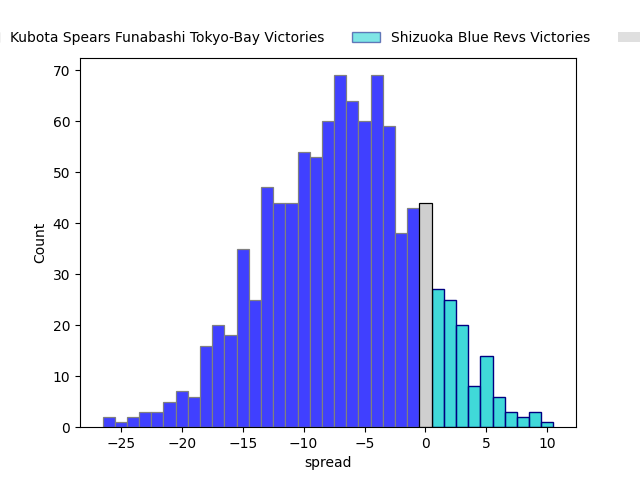 Kubota Spears Funabashi Tokyo-Bay Victories Shizuoka Blue Revs Victories
70
60
50
40
30
20
10
0
Count
−25 −20 −15 −10 −5 0 5 10
spread